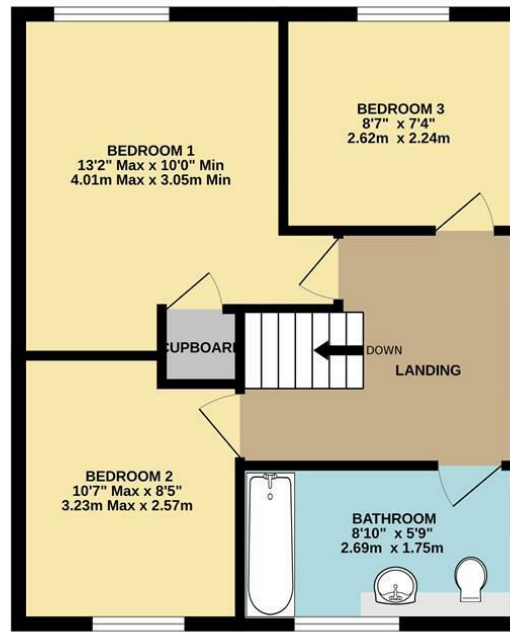 BEDROOM 1
13'2" Max x 10'0" Min
4.01m Max x 3.05m Min
BEDROOM 3
8'7" x 7'4"
2.62m x 2.24m
CUPBOARD
DOWN
LANDING
BEDROOM 2
10'7" Max x 8'5"
3.23m Max x 2.57m
BATHROOM
8'10" x 5'9"
2.69m x 1.75m